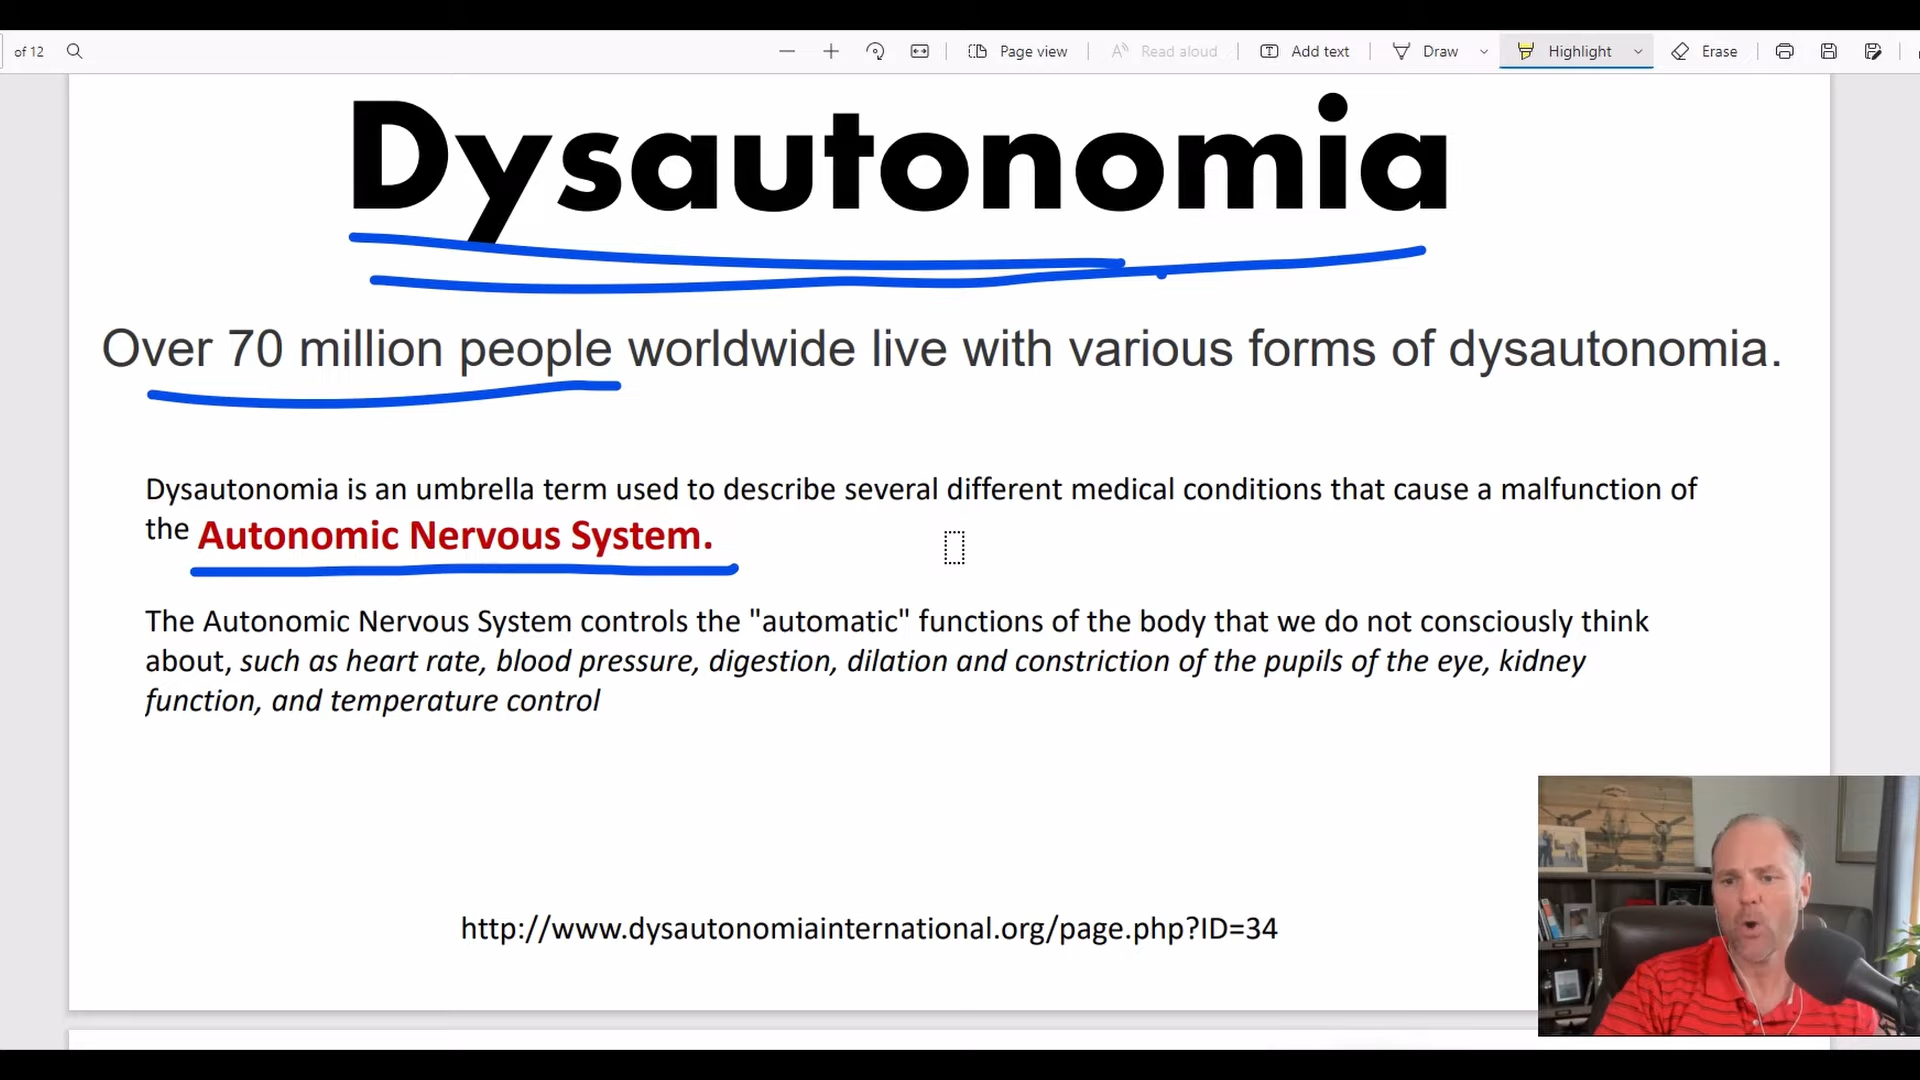 of 12
Page view
Read aloud
Add text
Draw
Highlight
Erase
Dysautonomia
Over 70 million people worldwide live with various forms of dysautonomia.
Dysautonomia is an umbrella term used to describe several different medical conditions that cause a malfunction of
the Autonomic Nervous System.
The Autonomic Nervous System controls the "automatic" functions of the body that we do not consciously think
about, such as heart rate, blood pressure, digestion, dilation and constriction of the pupils of the eye, kidney
function, and temperature control
http://www.dysautonomiainternational.org/page.php?ID=34